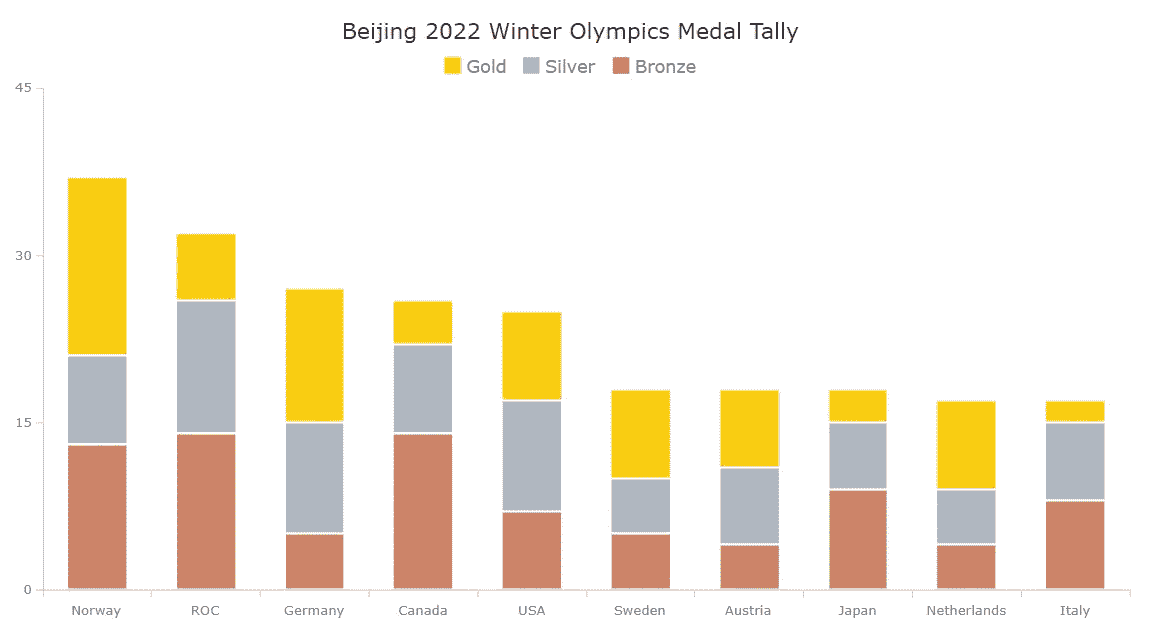 Beijing 2022 Winter Olympics Medal Tally
Gold Silver Bronze
45
30
15
0
Norway ROC Germany Canada USA Sweden Austria Japan Netherlands Italy